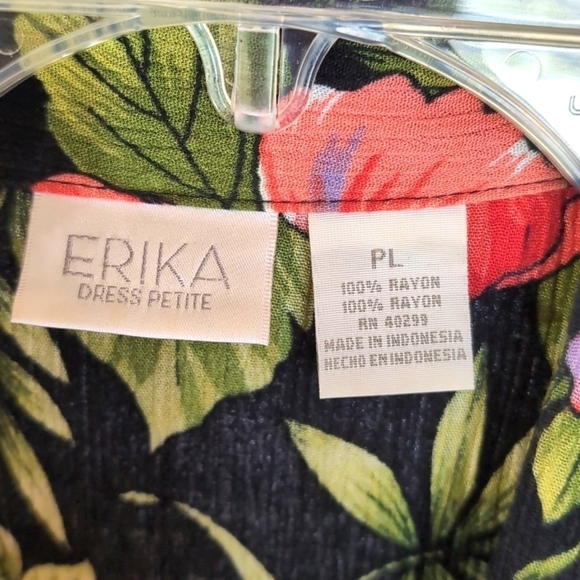 ERIKA
DRESS PETITE
PL
100% RAYON
100% RAYON
RN 40299
MADE IN INDONESIA
HECHO EN INDONESIA